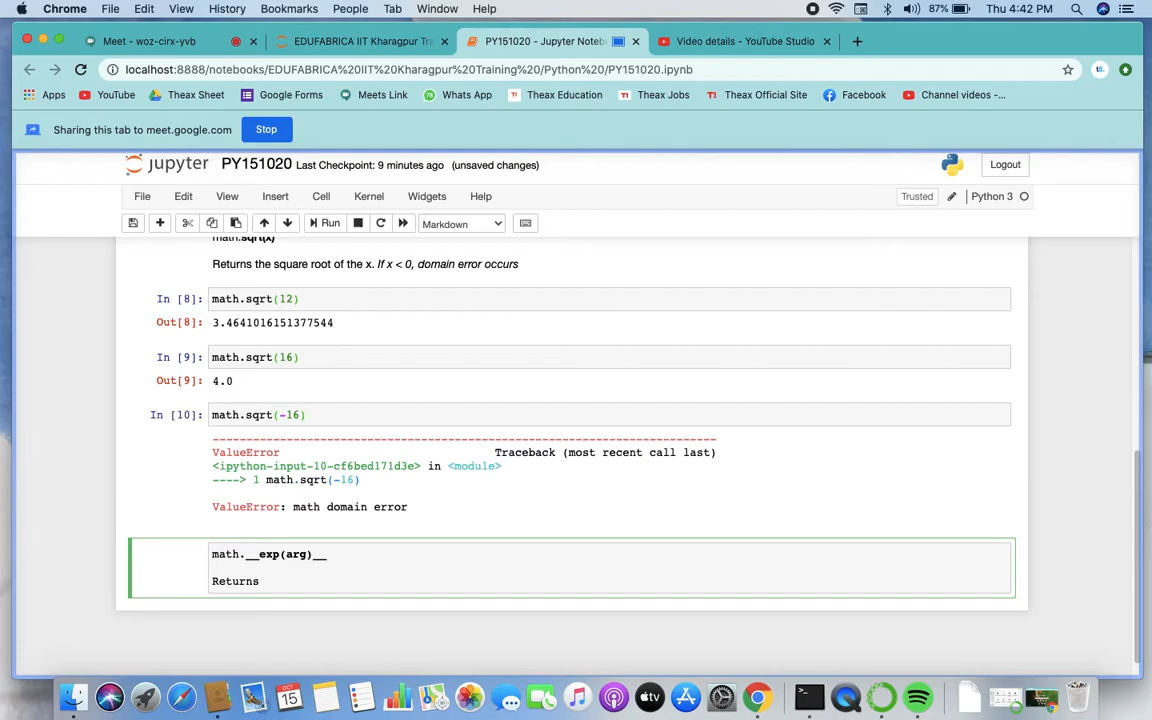 Chrome File Edit View History Bookmarks People Tab Window Help 87% Thu 4:42 PM
Meet - woz-cirx-yvb EDUFABRICA IIT Kharagpur Tra PY151020 - Jupyter Noteb Video details - YouTube Studio
localhost:8888/notebooks/EDUFABRICA%20IIT%20Kharagpur%20Training%20/Python%20/PY151020.ipynb
Apps YouTube Theax Sheet Google Forms Meets Link Whats App Theax Education Theax Jobs Theax Official Site Facebook Channel videos -...
Sharing this tab to meet.google.com Stop
jupyter PY151020 Last Checkpoint: 9 minutes ago (unsaved changes) Logout
File Edit View Insert Cell Kernel Widgets Help Trusted Python 3
Run Markdown
math.sqrt(x)
Returns the square root of the x. If x < 0, domain error occurs
In [8]: math.sqrt(12)
Out[8]: 3.4641016151377544
In [9]: math.sqrt(16)
Out[9]: 4.0
In [10]: math.sqrt(-16)
---------------------------------------------------------------------------
ValueError Traceback (most recent call last)
<ipython-input-10-cf6bed171d3e> in <module>
----> 1 math.sqrt(-16)
ValueError: math domain error
math.__exp(arg)__
Returns
OCT
15